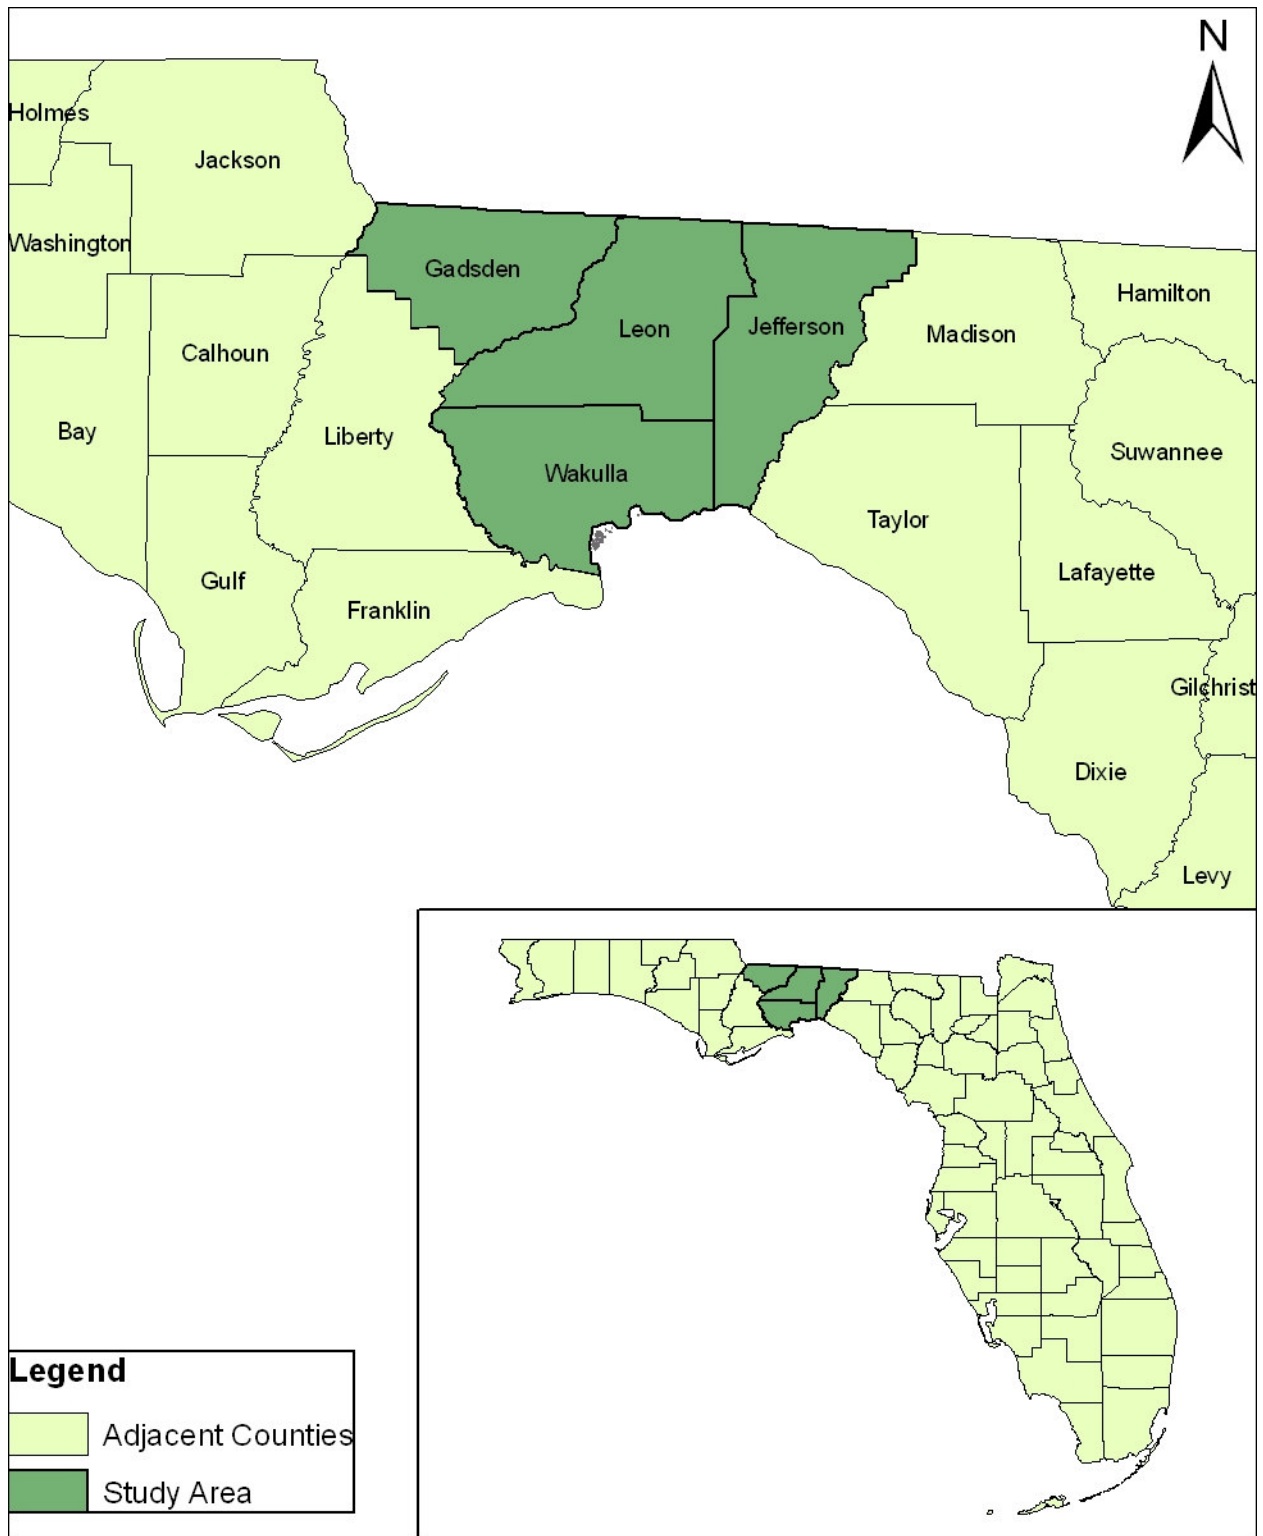 N
Holmes
Jackson
Washington
Gadsden
Hamilton
Leon
Jefferson
Madison
Calhoun
Bay
Liberty
Suwannee
Wakulla
Taylor
Lafayette
Gulf
Franklin
Gilchrist
Dixie
Levy
Legend
Adjacent Counties
Study Area